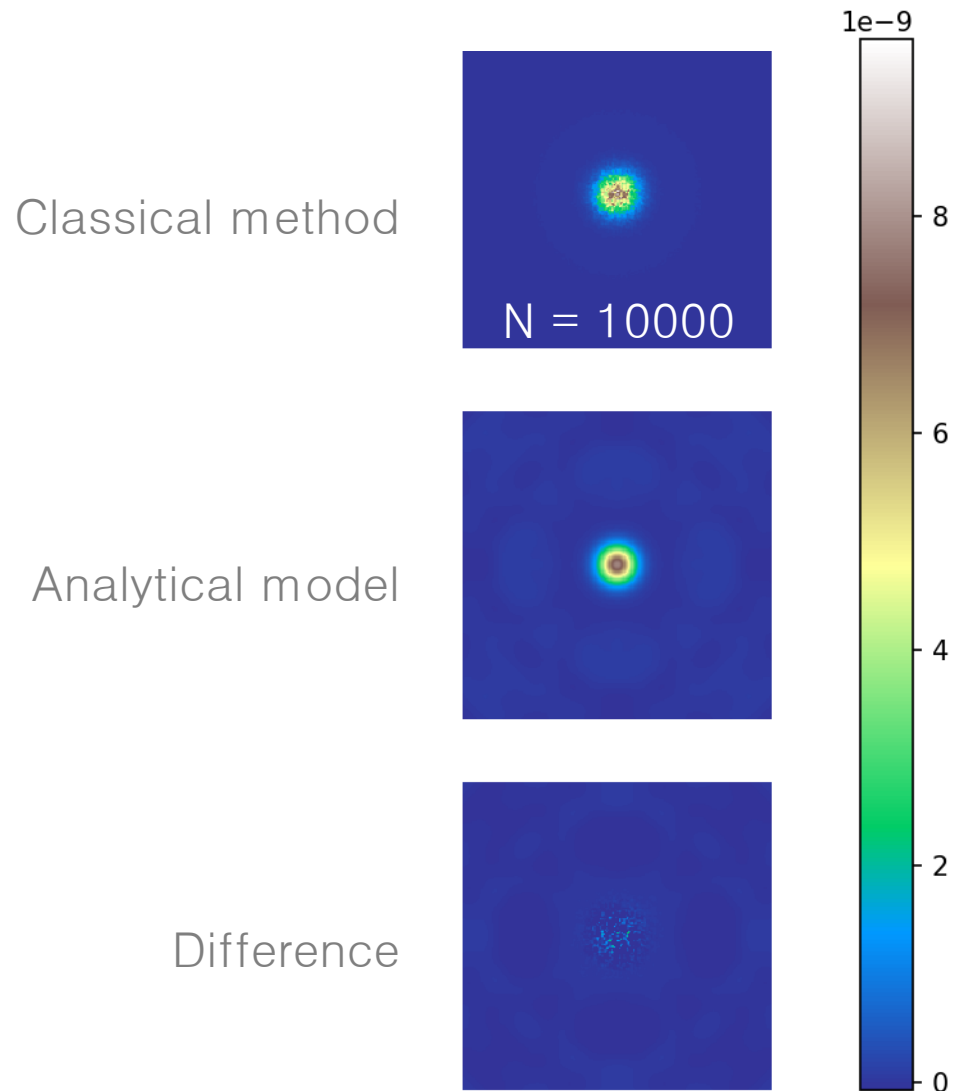 1e−9
Classical method
N = 10000
8
6
Analytical model
4
2
Difference
0